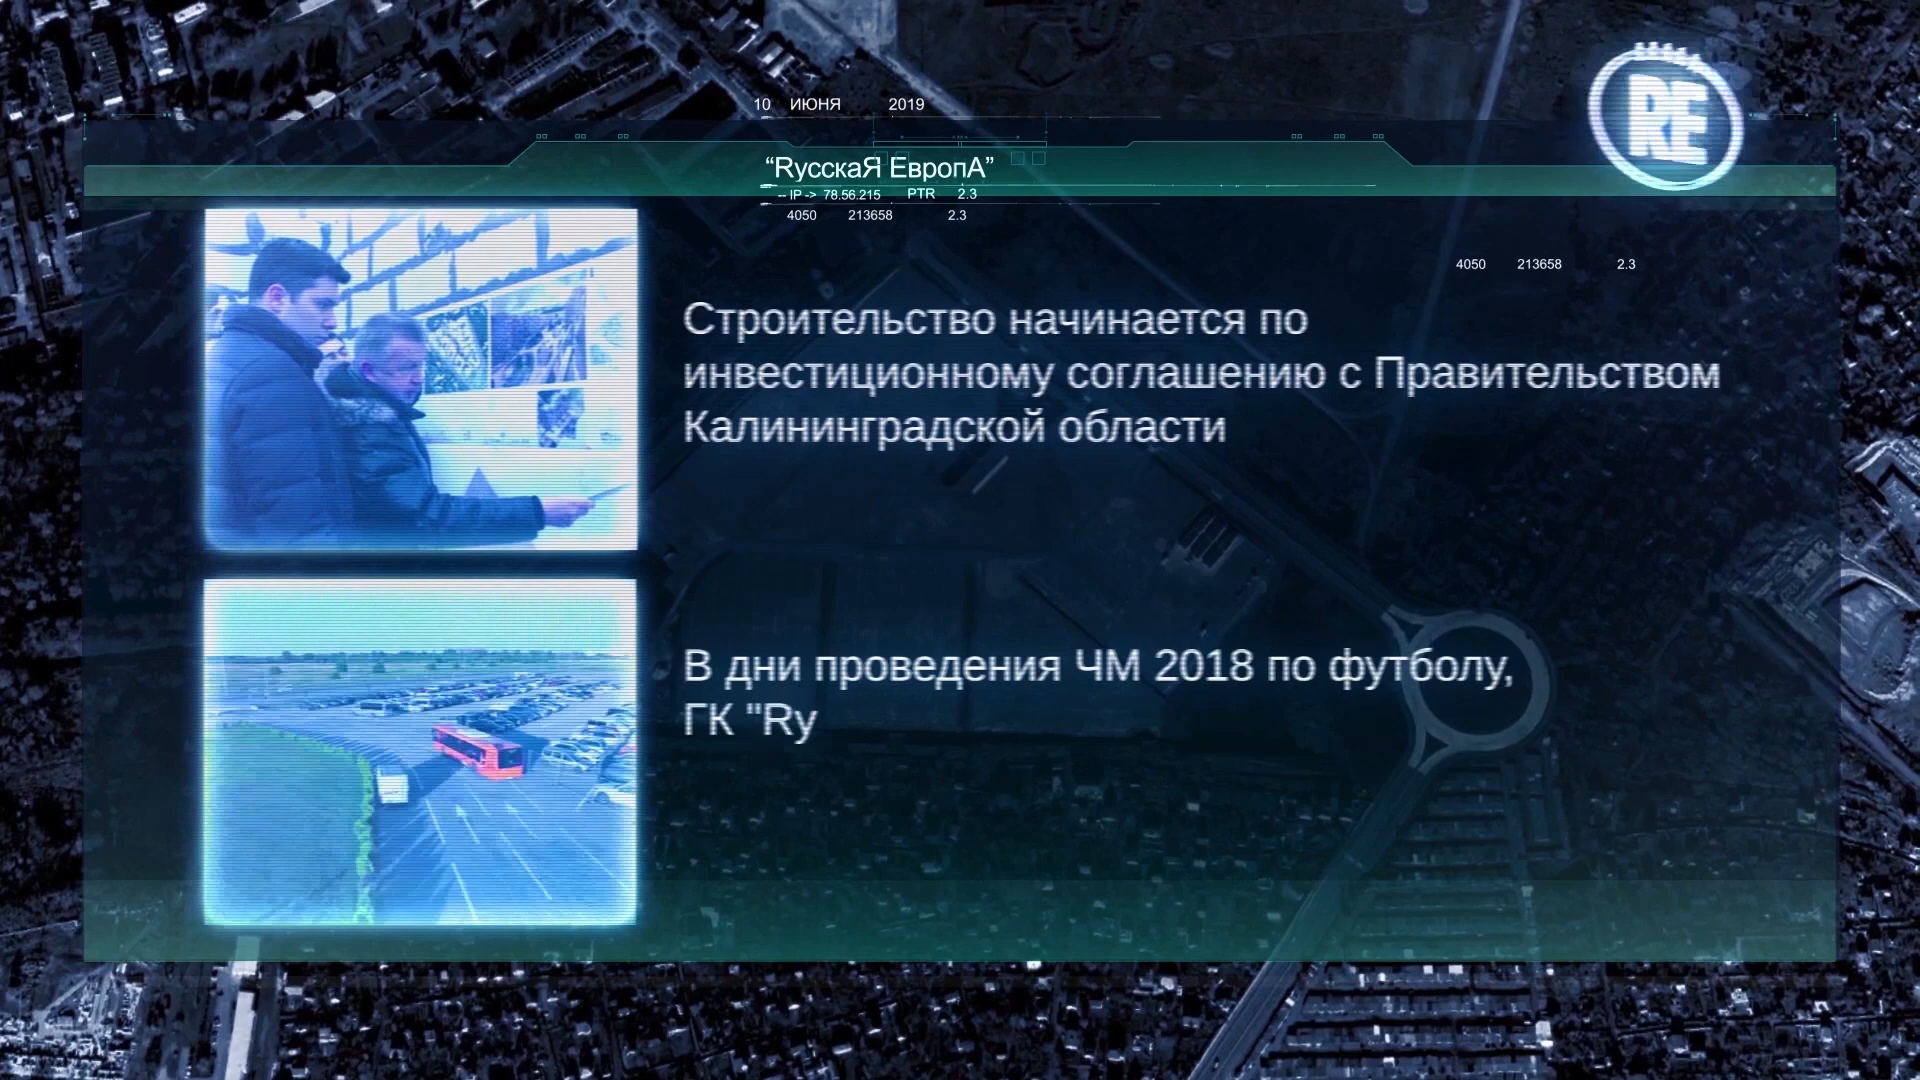 10 ИЮНЯ 2019
RE
“RусскаЯ ЕвропА”
-- IP -> 78.56.215 PTR 2.3
4050 213658 2.3
4050 213658 2.3
Строительство начинается по
инвестиционному соглашению с Правительством
Калининградской области
В дни проведения ЧМ 2018 по футболу,
ГК "Rу